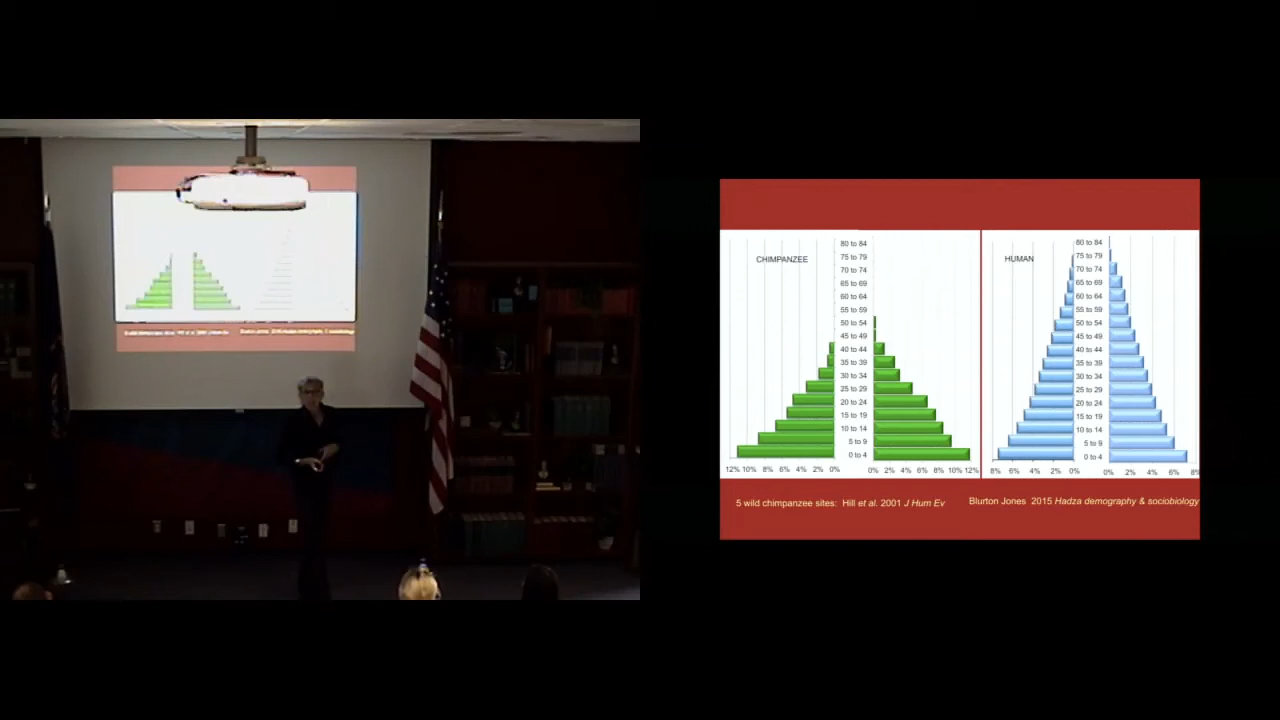 CHIMPANZEE
80 to 84
75 to 79
70 to 74
65 to 69
60 to 64
55 to 59
50 to 54
45 to 49
40 to 44
35 to 39
30 to 34
25 to 29
20 to 24
15 to 19
10 to 14
5 to 9
0 to 4
12% 10% 8% 6% 4% 2% 0%
0% 2% 4% 6% 8% 10% 12%
HUMAN
80 to 84
75 to 79
70 to 74
65 to 69
60 to 64
55 to 59
50 to 54
45 to 49
40 to 44
35 to 39
30 to 34
25 to 29
20 to 24
15 to 19
10 to 14
5 to 9
0 to 4
8% 6% 4% 2% 0%
0% 2% 4% 6% 8%
5 wild chimpanzee sites: Hill et al. 2001 J Hum Ev
Blurton Jones 2015 Hadza demography & sociobiology